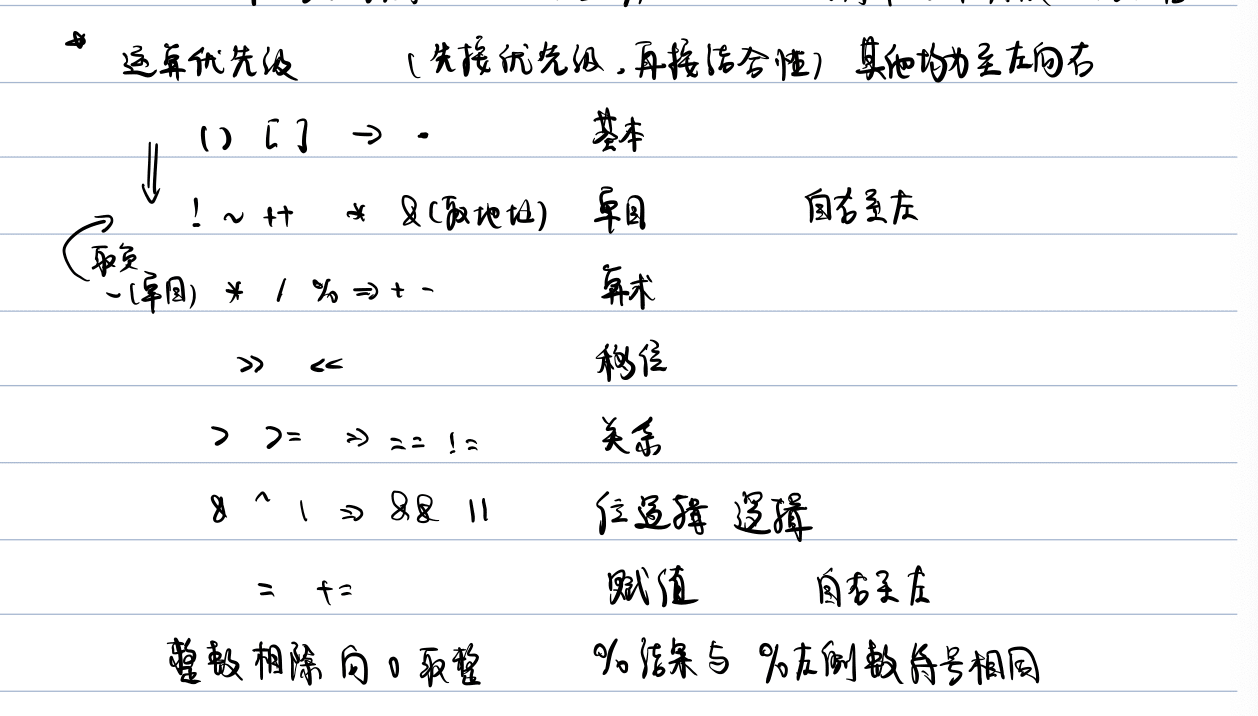 * 运算优先级 (先按优先级,再按结合性) 其他均为至左向右
() [] → . 基本
! ~ ++ * &(取地址) 单目 自右至左
取负
-(单目) * / % ⇒ + - 算术
>> << 移位
> >= ⇒ == != 关系
& ^ | ⇒ && || 位逻辑 逻辑
= += 赋值 自右至左
整数相除向0取整 %结果与%左侧数符号相同